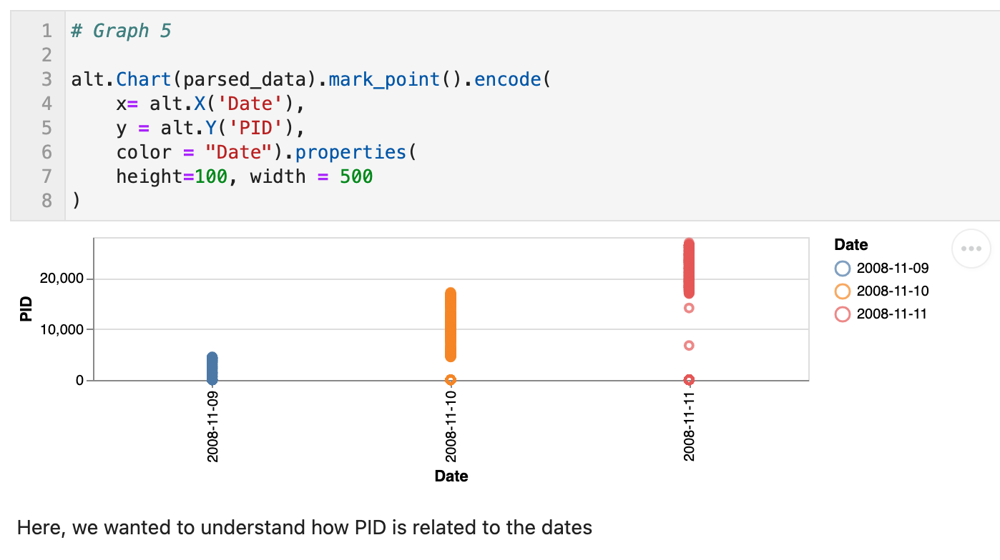 1 # Graph 5
2
3 alt.Chart(parsed_data).mark_point().encode(
4     x= alt.X('Date'),
5     y = alt.Y('PID'),
6     color = "Date").properties(
7     height=100, width = 500
8 )
Date
2008-11-09
2008-11-10
2008-11-11
20,000
10,000
0
PID
2008-11-09
2008-11-10
2008-11-11
Date
Here, we wanted to understand how PID is related to the dates